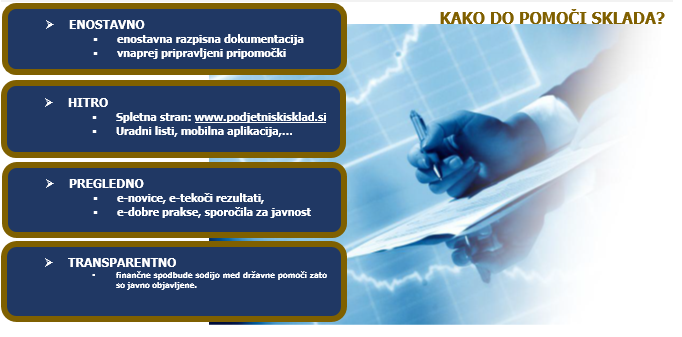 KAKO DO POMOČI SKLADA?
➢ ENOSTAVNO
▪ enostavna razpisna dokumentacija
▪ vnaprej pripravljeni pripomočki
➢ HITRO
▪ Spletna stran: www.podjetniskisklad.si
▪ Uradni listi, mobilna aplikacija,...
➢ PREGLEDNO
▪ e-novice, e-tekoči rezultati,
▪ e-dobre prakse, sporočila za javnost
➢ TRANSPARENTNO
▪ finančne spodbude sodijo med državne pomoči zato
so javno objavljene.